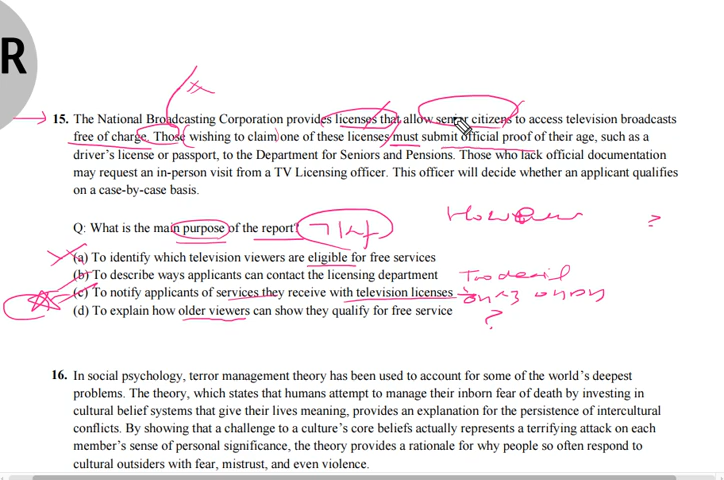 R
15. The National Broadcasting Corporation provides licenses that allow senior citizens to access television broadcasts
free of charge. Those wishing to claim one of these licenses must submit official proof of their age, such as a
driver's license or passport, to the Department for Seniors and Pensions. Those who lack official documentation
may request an in-person visit from a TV Licensing officer. This officer will decide whether an applicant qualifies
on a case-by-case basis.
However
?
Q: What is the main purpose of the report?
(a) To identify which television viewers are eligible for free services
(b) To describe ways applicants can contact the licensing department
(c) To notify applicants of services they receive with television licenses
(d) To explain how older viewers can show they qualify for free service
?
16. In social psychology, terror management theory has been used to account for some of the world's deepest
problems. The theory, which states that humans attempt to manage their inborn fear of death by investing in
cultural belief systems that give their lives meaning, provides an explanation for the persistence of intercultural
conflicts. By showing that a challenge to a culture's core beliefs actually represents a terrifying attack on each
member's sense of personal significance, the theory provides a rationale for why people so often respond to
cultural outsiders with fear, mistrust, and even violence.